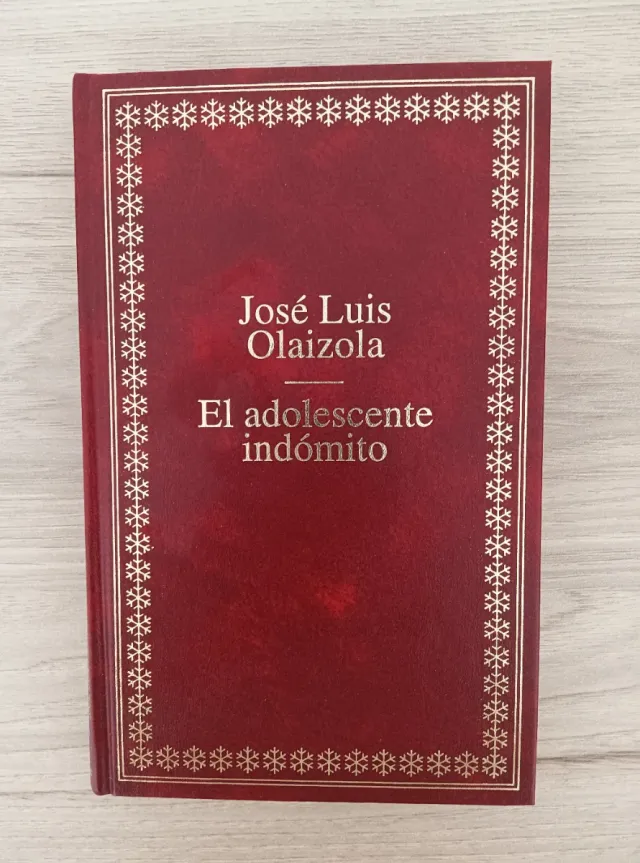 José Luis
Olaizola
El adolescente
indómito